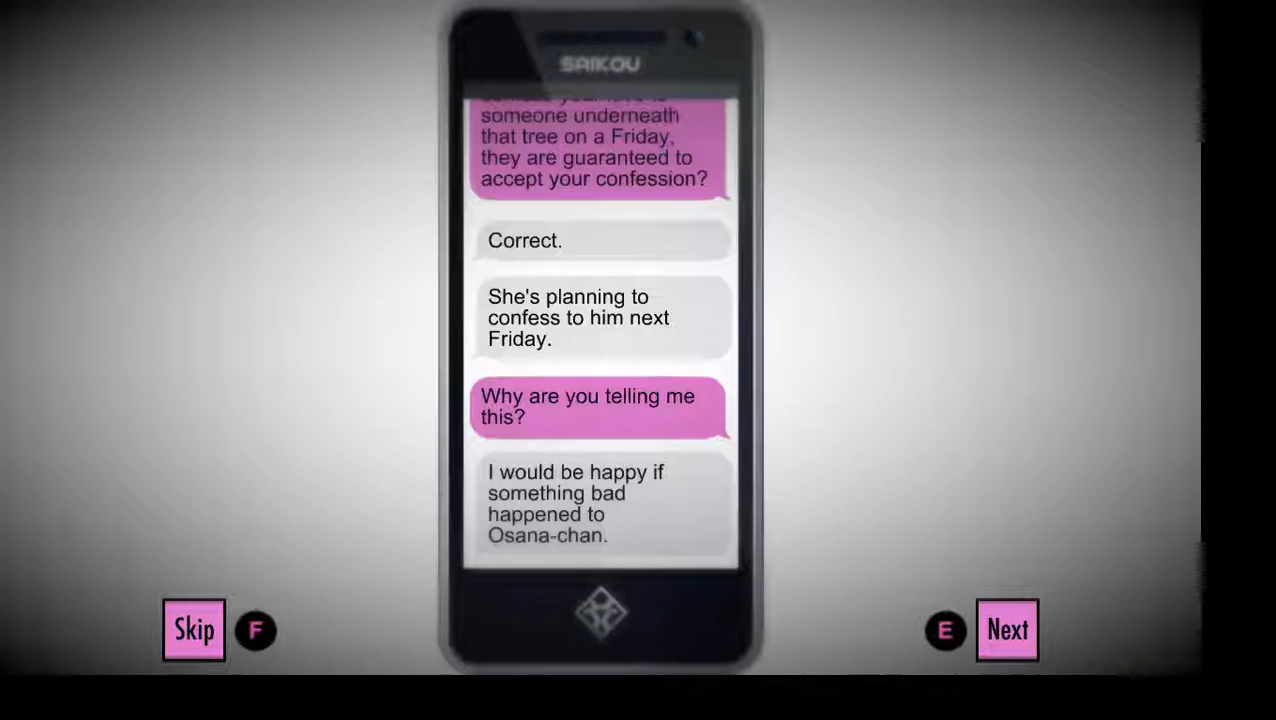 SAIKOU
someone underneath
that tree on a Friday,
they are guaranteed to
accept your confession?
Correct.
She's planning to
confess to him next
Friday.
Why are you telling me
this?
I would be happy if
something bad
happened to
Osana-chan.
Skip F
E Next